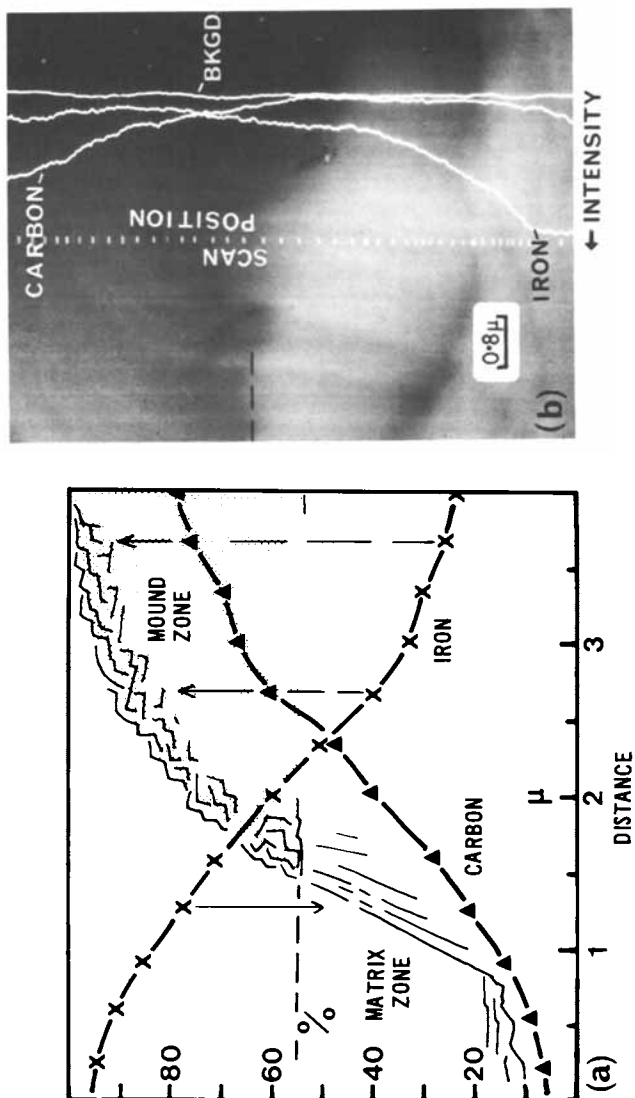 CARBON
BKGD
SCAN
POSITION
0·8µ
IRON
← INTENSITY
(b)
80
60
40
20
%
MOUND
ZONE
IRON
MATRIX
ZONE
CARBON
(a)
1
2
µ
3
DISTANCE